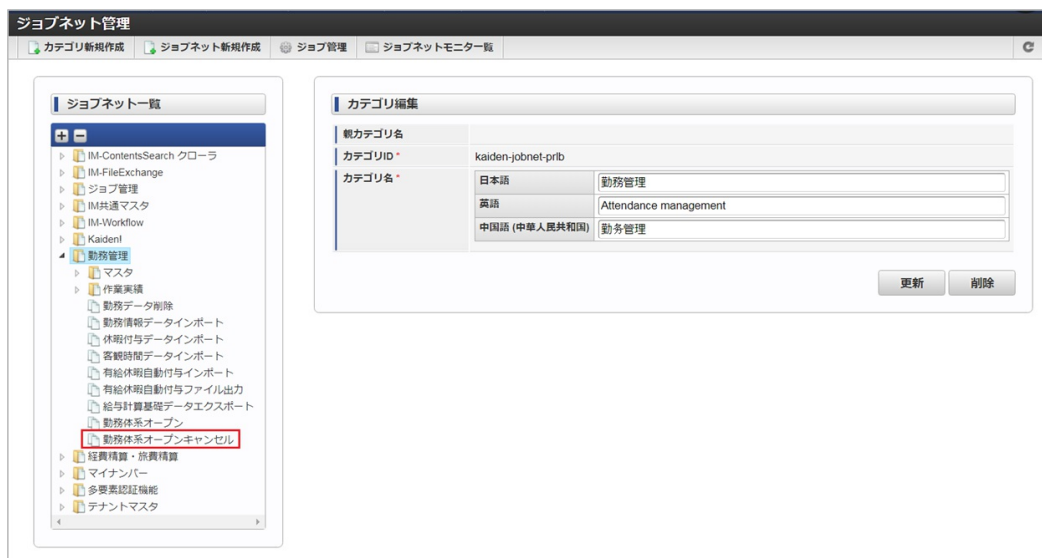 ジョブネット管理
カテゴリ新規作成 ジョブネット新規作成 ジョブ管理 ジョブネットモニタ一覧
ジョブネット一覧
IM-ContentsSearch クローラ
IM-FileExchange
ジョブ管理
IM共通マスタ
IM-Workflow
Kaiden!
勤務管理
マスタ
作業実績
勤務データ削除
勤務情報データインポート
休暇付与データインポート
客観時間データインポート
有給休暇自動付与インポート
有給休暇自動付与ファイル出力
給与計算基礎データエクスポート
勤務体系オープン
勤務体系オープンキャンセル
経費精算・旅費精算
マイナンバー
多要素認証機能
テナントマスタ
カテゴリ編集
親カテゴリ名
カテゴリID * kaiden-jobnet-prlb
カテゴリ名 * 日本語 勤務管理
英語 Attendance management
中国語 (中華人民共和国) 勤务管理
更新 削除